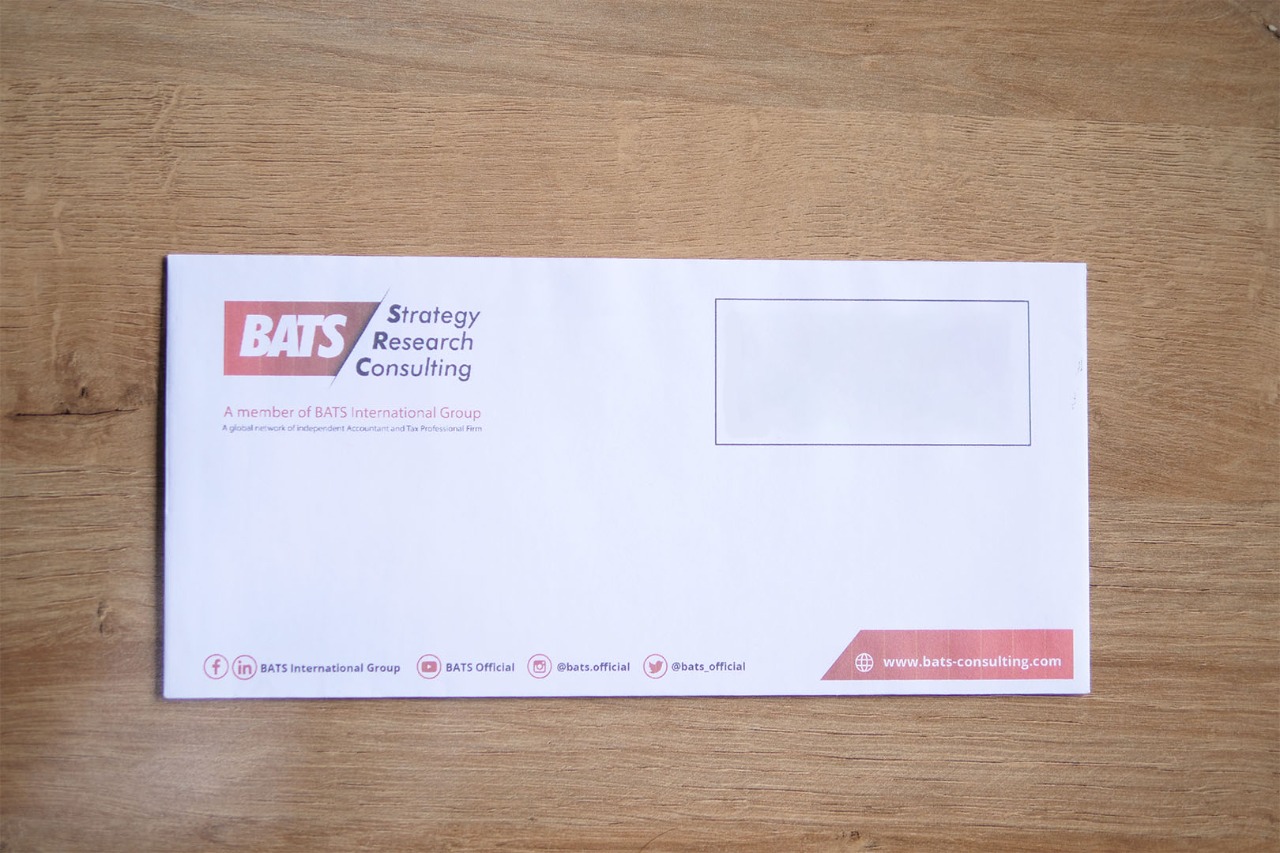 BATS
Strategy
Research
Consulting
A member of BATS International Group
A global network of independent Accountant and Tax Professional Firm
BATS International Group
BATS Official
@bats.official
@bats_official
www.bats-consulting.com